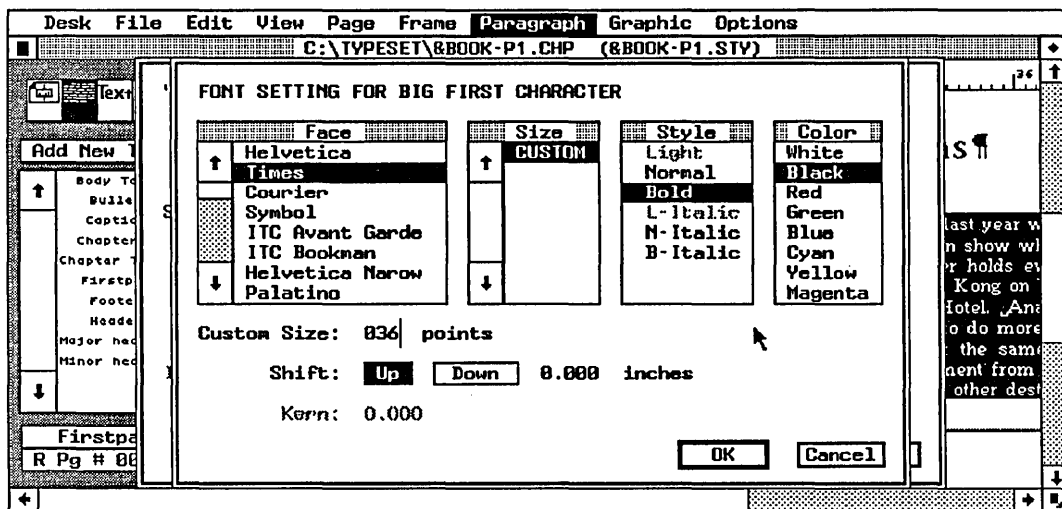 Desk File Edit View Page Frame Paragraph Graphic Options
C:\TYPESET\&BOOK-P1.CHP (&BOOK-P1.STY)
Text
36
FONT SETTING FOR BIG FIRST CHARACTER
Face Size Style Color
Helvetica CUSTOM Light White
Times Normal Black
Courier Bold Red
Symbol L-Italic Green
ITC Avant Garde N-Italic Blue
ITC Bookman B-Italic Cyan
Helvetica Narow Yellow
Palatino Magenta
Custom Size: 036 points
Shift: Up Down 0.000 inches
Kern: 0.000
OK Cancel
Add New
Body
Bulle
Captio
Chapter
Chapter T
Firstp
Foote
Heade
Major hea
Minor hea
Firstpa
R Pg # 00
ns¶
last year w
n show wh
r holds ev
Kong on
Hotel. Ana
o do more
the same
ment from
other dest